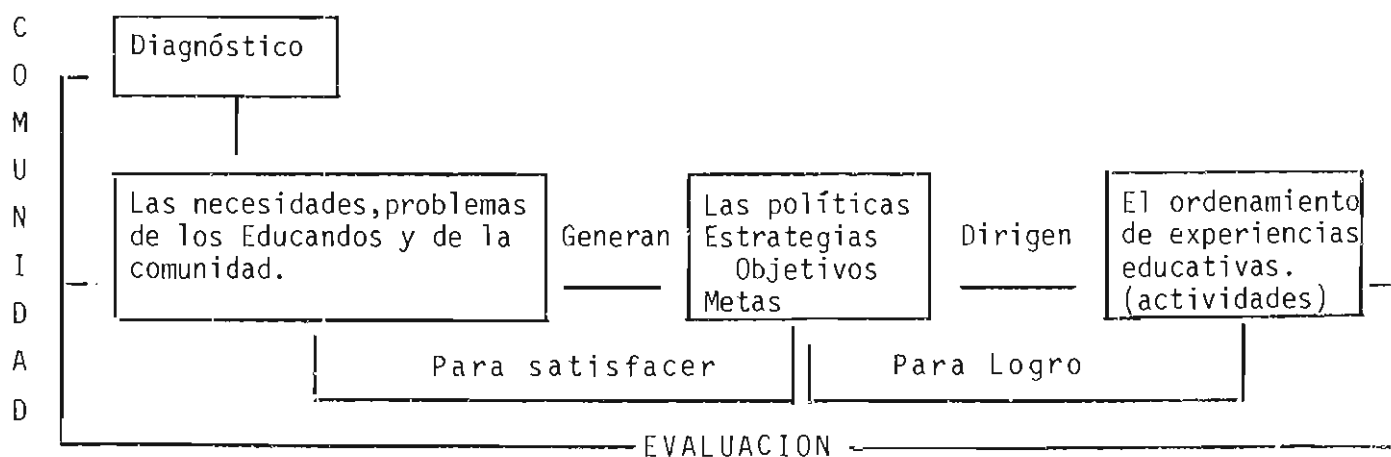 COMUNIDAD
Diagnóstico
Las necesidades,problemas
de los Educandos y de la
comunidad.
Generan
Las políticas
Estrategias
Objetivos
Metas
Dirigen
El ordenamiento
de experiencias
educativas.
(actividades)
Para satisfacer
Para Logro
EVALUACION